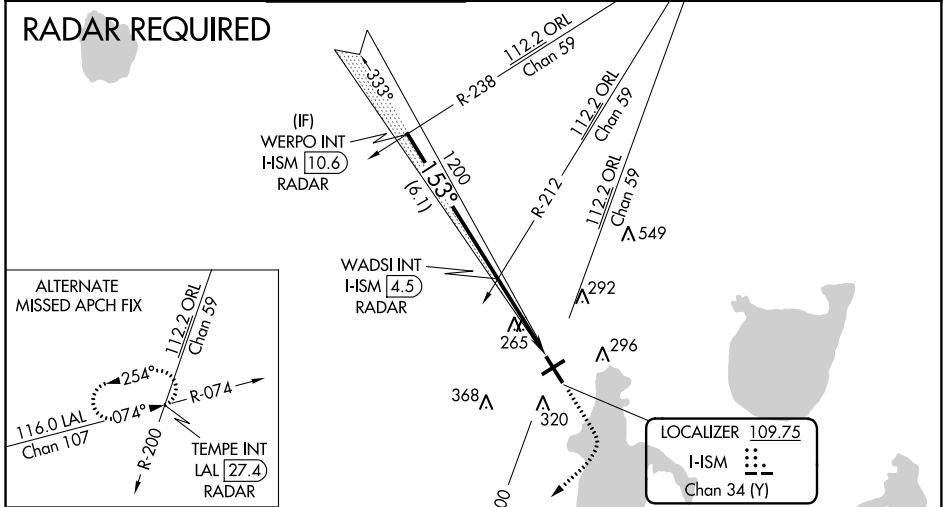 RADAR REQUIRED
112.2 ORL
Chan 59
R-238
333°
(IF)
WERPO INT
I-ISM 10.6
RADAR
1200
153°
(6.1)
112.2 ORL
Chan 59
R-212
112.2 ORL
Chan 59
549
WADSI INT
I-ISM 4.5
RADAR
292
265
296
368
320
00
LOCALIZER 109.75
I-ISM
Chan 34 (Y)
ALTERNATE
MISSED APCH FIX
112.2 ORL
Chan 59
254°
R-074
074°
116.0 LAL
Chan 107
R-200
TEMPE INT
LAL 27.4
RADAR